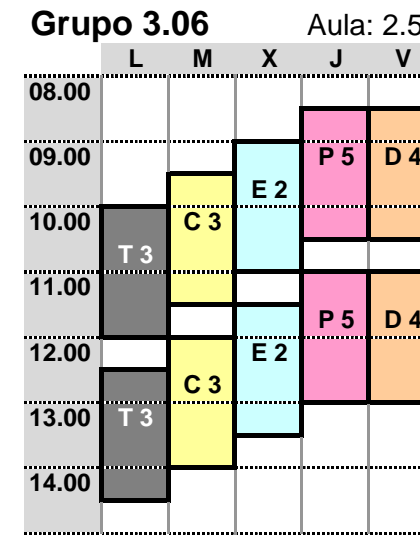 Grupo 3.06 Aula: 2.5
L M X J V
08.00
09.00 P 5 D 4
E 2
10.00 C 3
T 3
11.00
P 5 D 4
12.00 E 2
C 3
13.00 T 3
14.00